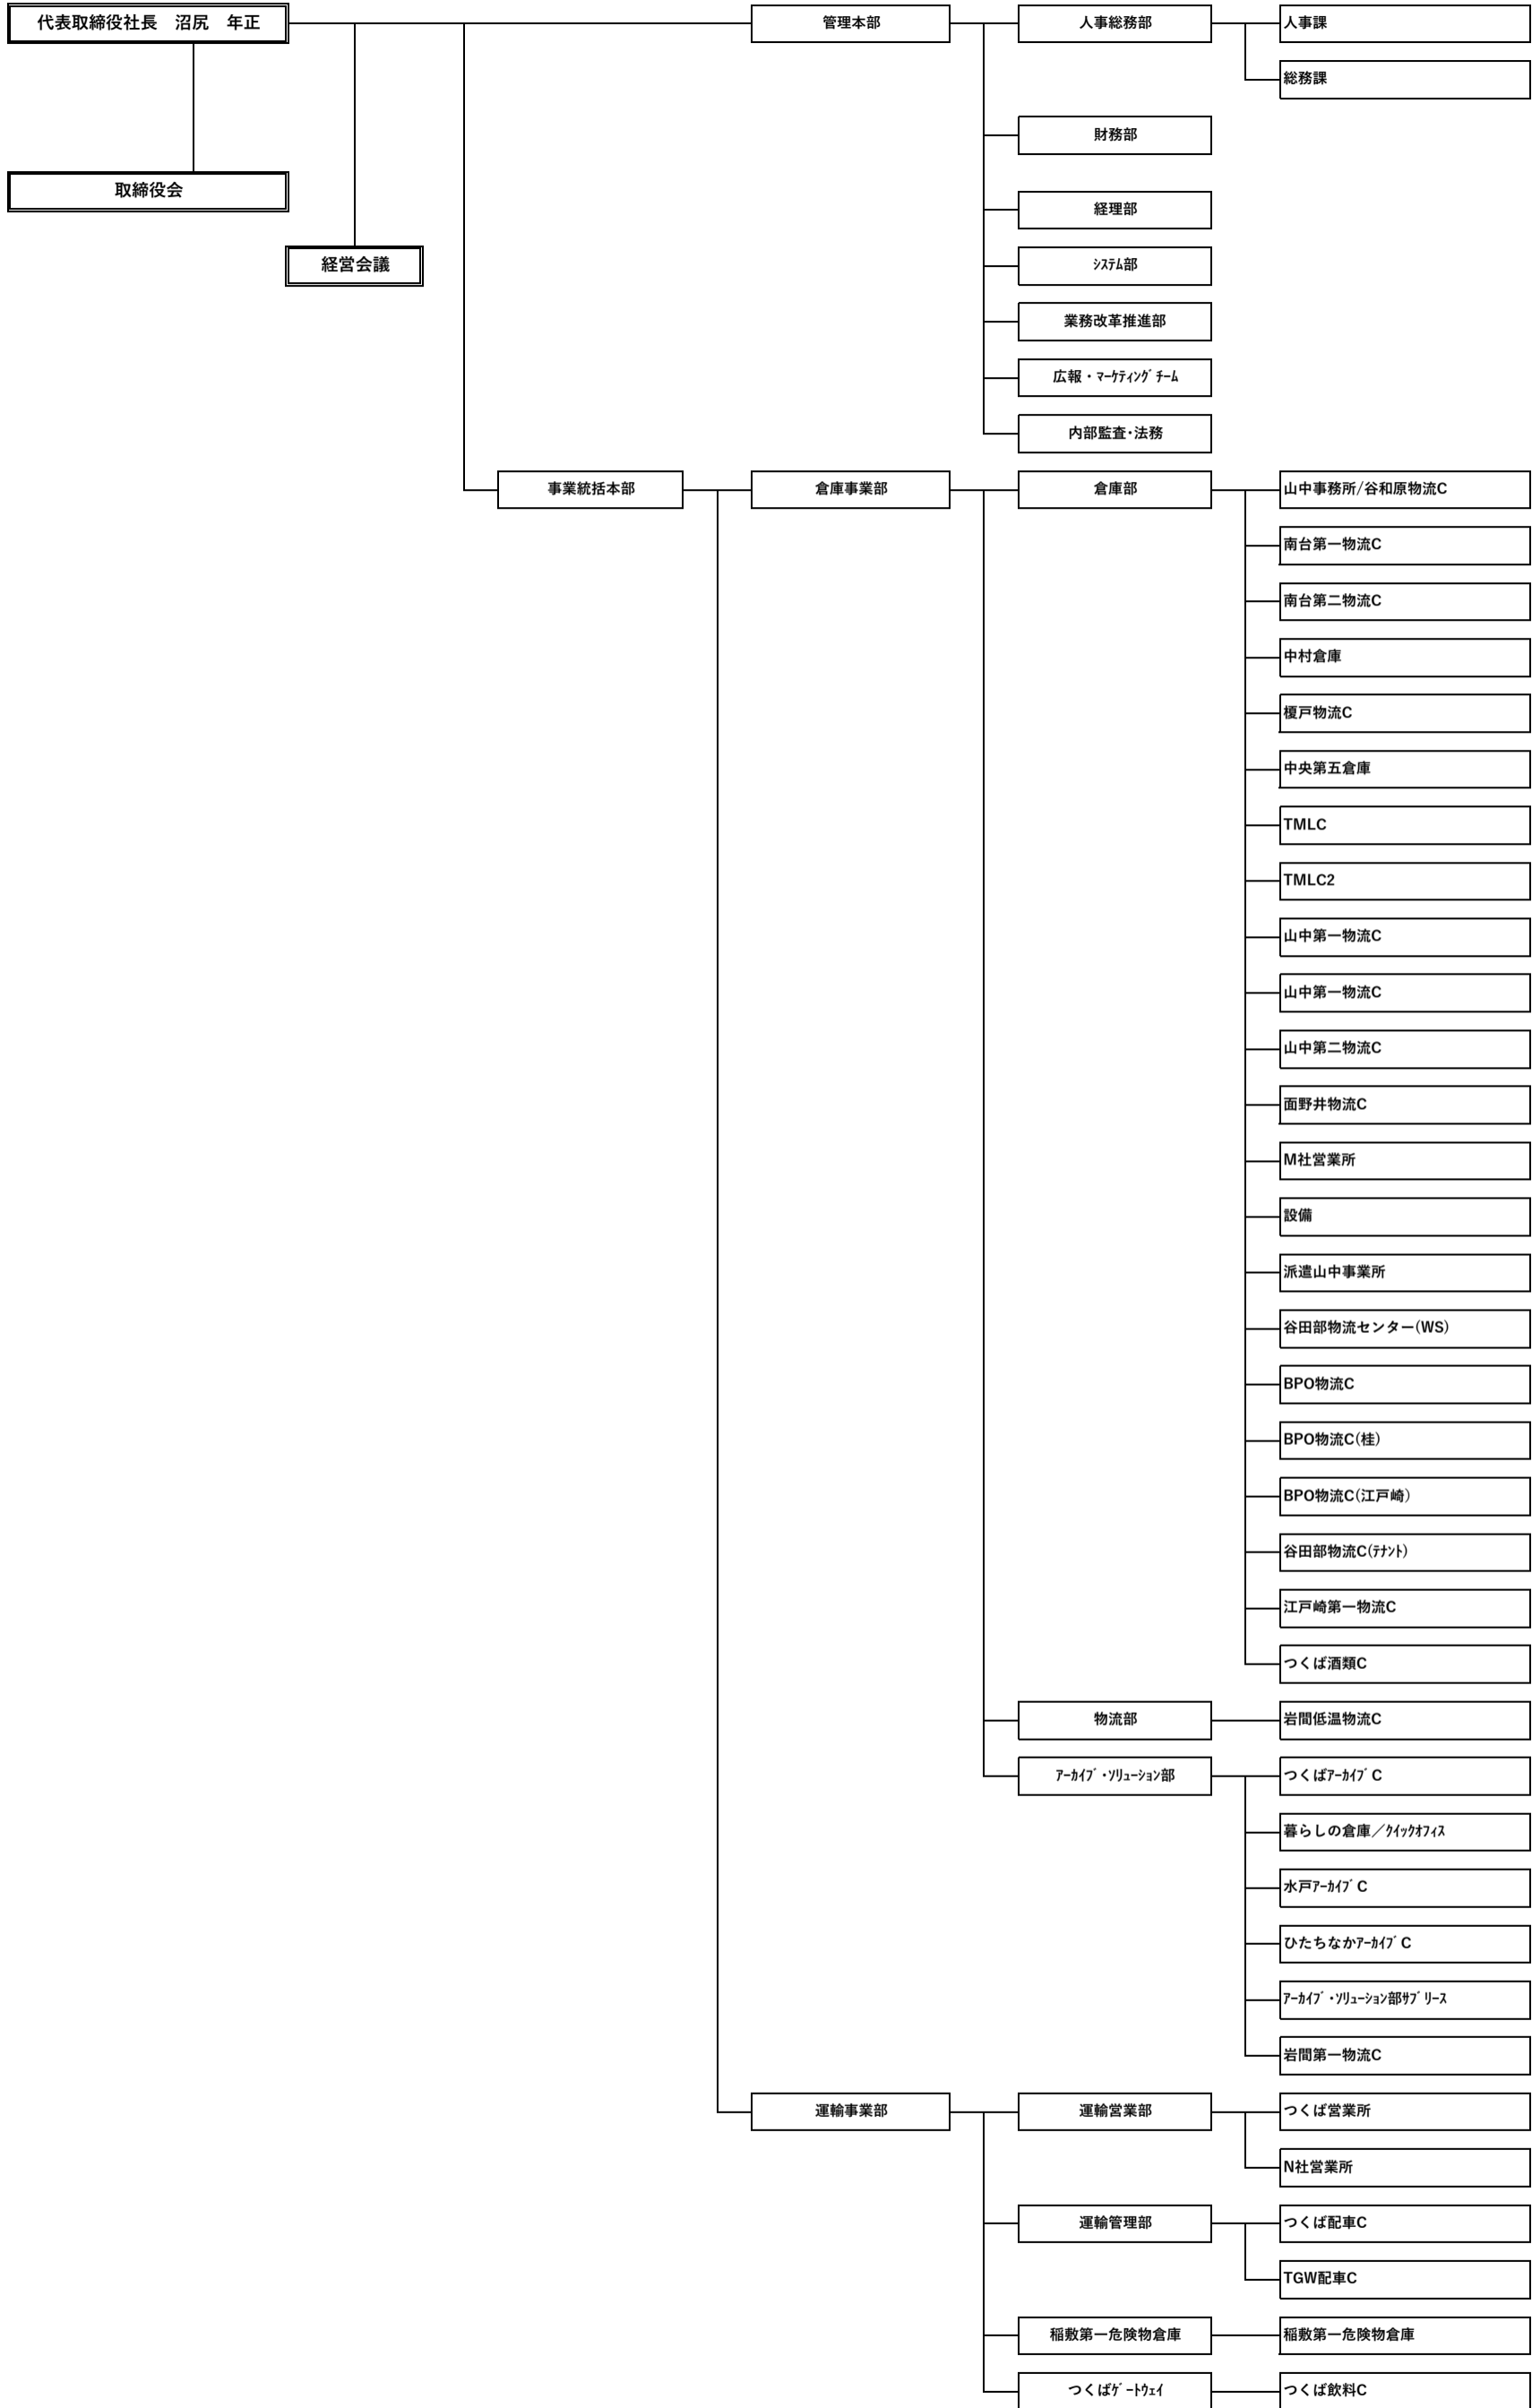 代表取締役社長　沼尻　年正
管理本部
人事総務部
人事課
総務課
財務部
取締役会
経理部
経営会議
ｼｽﾃﾑ部
業務改革推進部
広報・ﾏｰｹﾃｨﾝｸﾞﾁｰﾑ
内部監査･法務
事業統括本部
倉庫事業部
倉庫部
山中事務所/谷和原物流C
南台第一物流C
南台第二物流C
中村倉庫
榎戸物流C
中央第五倉庫
TMLC
TMLC2
山中第一物流C
山中第一物流C
山中第二物流C
面野井物流C
M社営業所
設備
派遣山中事業所
谷田部物流センター(WS)
BPO物流C
BPO物流C(桂)
BPO物流C(江戸崎)
谷田部物流C(ﾃﾅﾝﾄ)
江戸崎第一物流C
つくば酒類C
物流部
岩間低温物流C
ｱｰｶｲﾌﾞ･ｿﾘｭｰｼｮﾝ部
つくばｱｰｶｲﾌﾞC
暮らしの倉庫／ｸｲｯｸｵﾌｨｽ
水戸ｱｰｶｲﾌﾞC
ひたちなかｱｰｶｲﾌﾞC
ｱｰｶｲﾌﾞ･ｿﾘｭｰｼｮﾝ部ｻﾌﾞﾘｰｽ
岩間第一物流C
運輸事業部
運輸営業部
つくば営業所
N社営業所
運輸管理部
つくば配車C
TGW配車C
稲敷第一危険物倉庫
稲敷第一危険物倉庫
つくばｹﾞｰﾄｳｪｲ
つくば飲料C